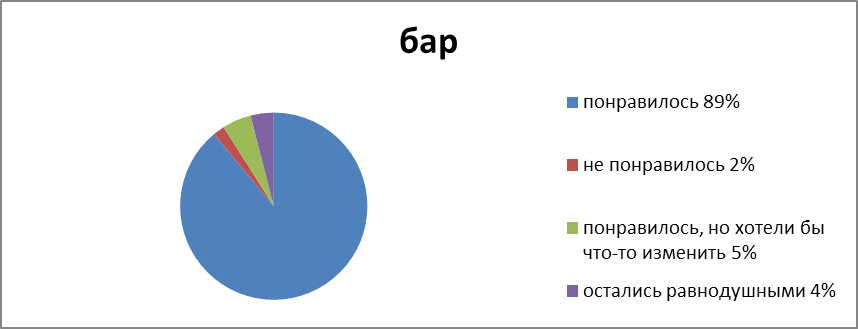 бар
понравилось 89%
не понравилось 2%
понравилось, но хотели бы
что-то изменить 5%
остались равнодушными 4%